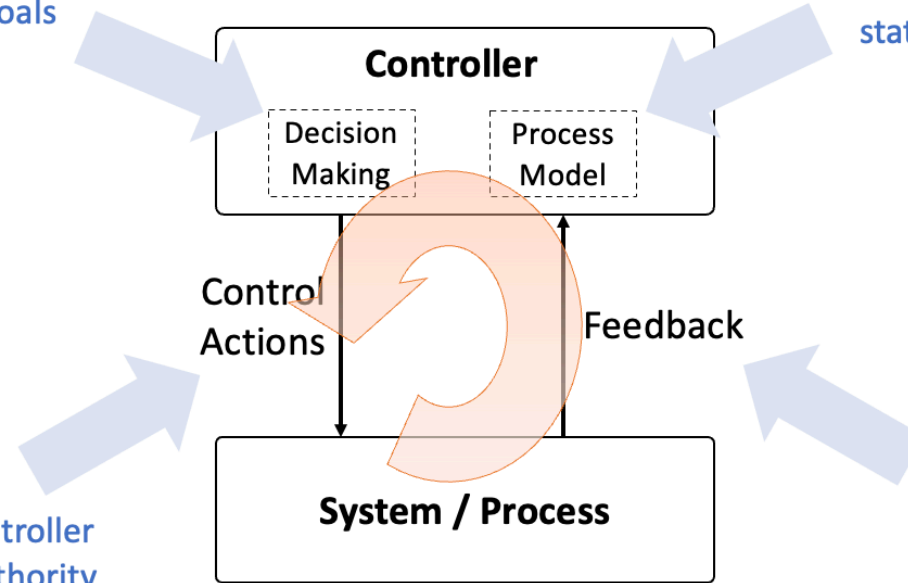 oals
stat
Controller
Decision
Making
Process
Model
Control
Actions
Feedback
System / Process
troller
thority